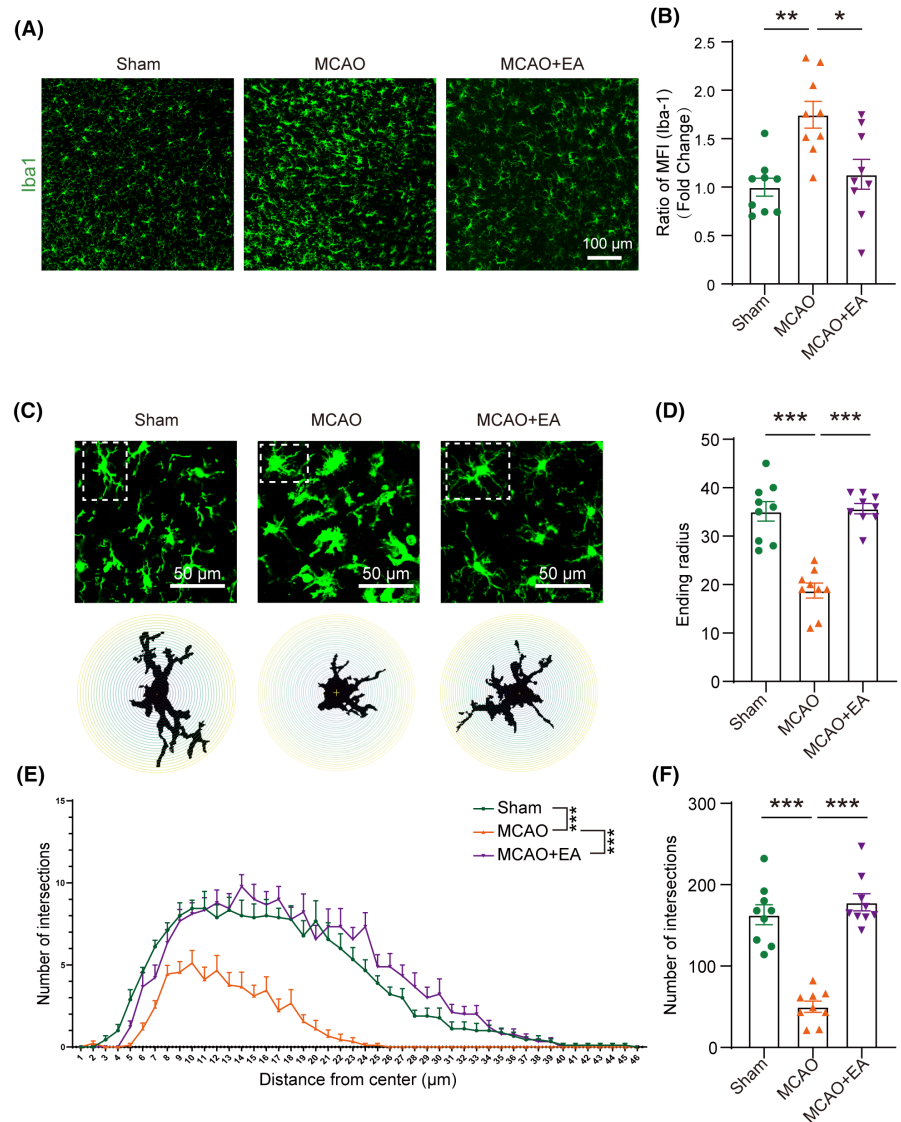 (A)
Sham MCAO MCAO+EA
Iba1
100 μm
(B)
** *
Ratio of MFI (Iba-1)
(Fold Change)
2.5
2.0
1.5
1.0
0.5
0
Sham MCAO MCAO+EA
(C)
Sham MCAO MCAO+EA
50 μm 50 μm 50 μm
(D)
*** ***
Ending radius
50
40
30
20
10
0
Sham MCAO MCAO+EA
(E)
Number of intersections
15
10
5
0
Sham
MCAO
MCAO+EA
***
***
1 2 3 4 5 6 7 8 9 10 11 12 13 14 15 16 17 18 19 20 21 22 23 24 25 26 27 28 29 30 31 32 33 34 35 36 37 38 39 40 41 42 43 44 45 46
Distance from center (μm)
(F)
*** ***
Number of intersections
300
200
100
0
Sham MCAO MCAO+EA